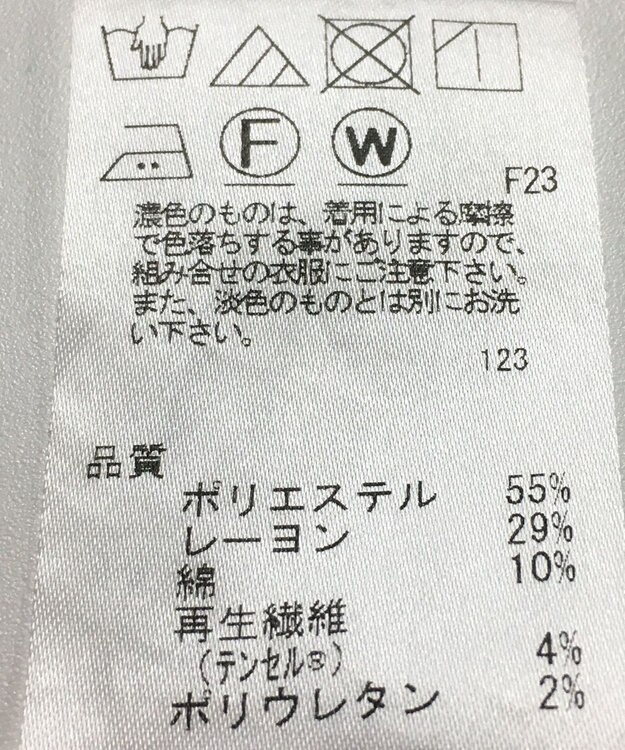 F W
F23
濃色のものは、着用による摩擦
で色落ちする事がありますので、
組み合せの衣服にご注意下さい。
また、淡色のものとは別にお洗
い下さい。
123
品質
ポリエステル 55%
レーヨン 29%
綿 10%
再生繊維
(テンセル®) 4%
ポリウレタン 2%